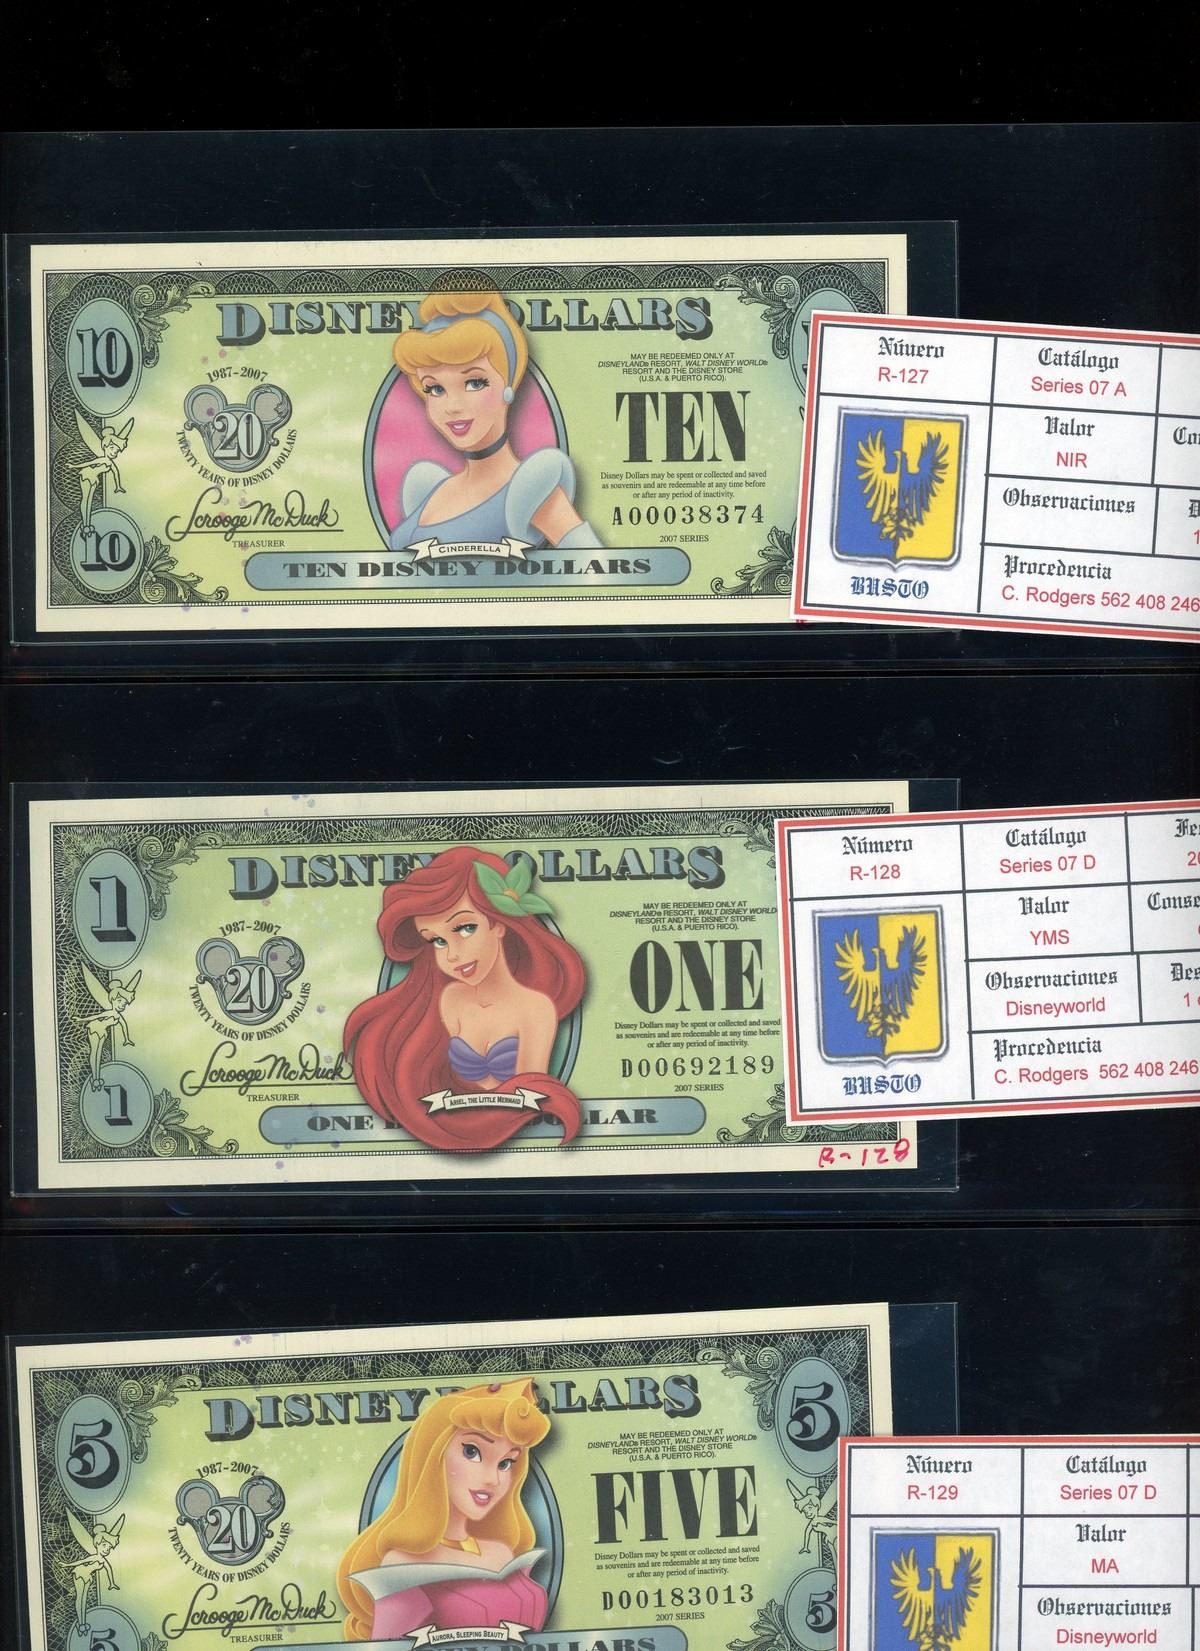 DISNEY DOLLARS
10
1987-2007
20
TWENTY YEARS OF DISNEY DOLLARS
Scrooge McDuck
TREASURER
10
MAY BE REDEEMED ONLY AT
DISNEYLAND® RESORT, WALT DISNEY WORLD®
RESORT AND THE DISNEY STORE
(U.S.A. & PUERTO RICO).
TEN
Disney Dollars may be spent or collected and saved
as souvenirs and are redeemable at any time before
or after any period of inactivity.
A00038374
2007 SERIES
CINDERELLA
TEN DISNEY DOLLARS
Núuero
R-127
Catálogo
Series 07 A
Valor
NIR
Observaciones
Procedencia
C. Rodgers 562 408 246
BUSTO
DISNEY DOLLARS
1
1987-2007
20
TWENTY YEARS OF DISNEY DOLLARS
Scrooge McDuck
TREASURER
1
MAY BE REDEEMED ONLY AT
DISNEYLAND® RESORT, WALT DISNEY WORLD
RESORT AND THE DISNEY STORE
(U.S.A. & PUERTO RICO).
ONE
Disney Dollars may be spent or collected and saved
as souvenirs and are redeemable at any time before
or after any period of inactivity.
D00692189
2007 SERIES
ARIEL, THE LITTLE MERMAID
ONE D DOLLAR
R-128
Número
R-128
Catálogo
Series 07 D
Valor
YMS
Observaciones
Disneyworld
Procedencia
C. Rodgers 562 408 246
BUSTO
DISNEY DOLLARS
5
5
1987-2007
20
TWENTY YEARS OF DISNEY DOLLARS
Scrooge McDuck
TREASURER
5
5
MAY BE REDEEMED ONLY AT
DISNEYLAND® RESORT, WALT DISNEY WORLD®
RESORT AND THE DISNEY STORE
(U.S.A. & PUERTO RICO).
FIVE
Disney Dollars may be spent or collected and saved
as souvenirs and are redeemable at any time before
or after any period of inactivity.
D00183013
2007 SERIES
AURORA, SLEEPING BEAUTY
Núuero
R-129
Catálogo
Series 07 D
Valor
MA
Observaciones
Disneyworld